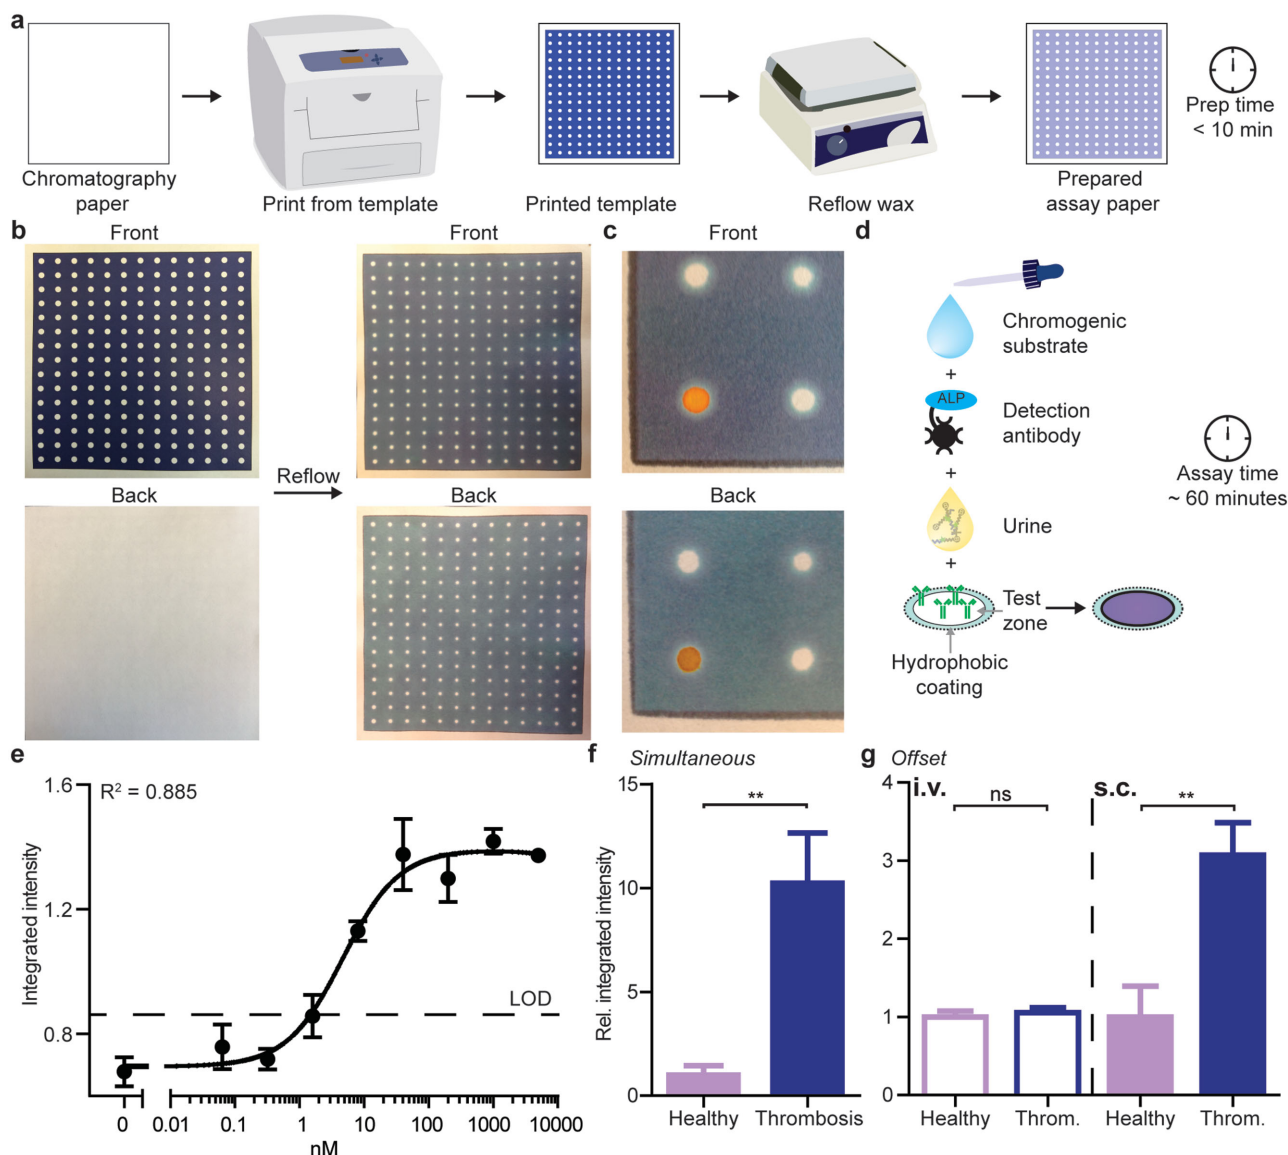 a
Chromatography
paper
Print from template
Printed template
Reflow wax
Prepared
assay paper
Prep time
< 10 min
b
Front
Front
Reflow
Back
Back
c
Front
Back
d
Chromogenic
substrate
+
ALP
Detection
antibody
+
Urine
+
Test
zone
Hydrophobic
coating
Assay time
~ 60 minutes
e
R² = 0.885
Integrated intensity
1.6
1.2
0.8
LOD
0 0.01 0.1 1 10 100 1000 10000
nM
f Simultaneous
Rel. integrated intensity
15
10
5
0
**
Healthy Thrombosis
g Offset
4
3
2
1
0
i.v.
ns
s.c.
**
Healthy Throm. Healthy Throm.